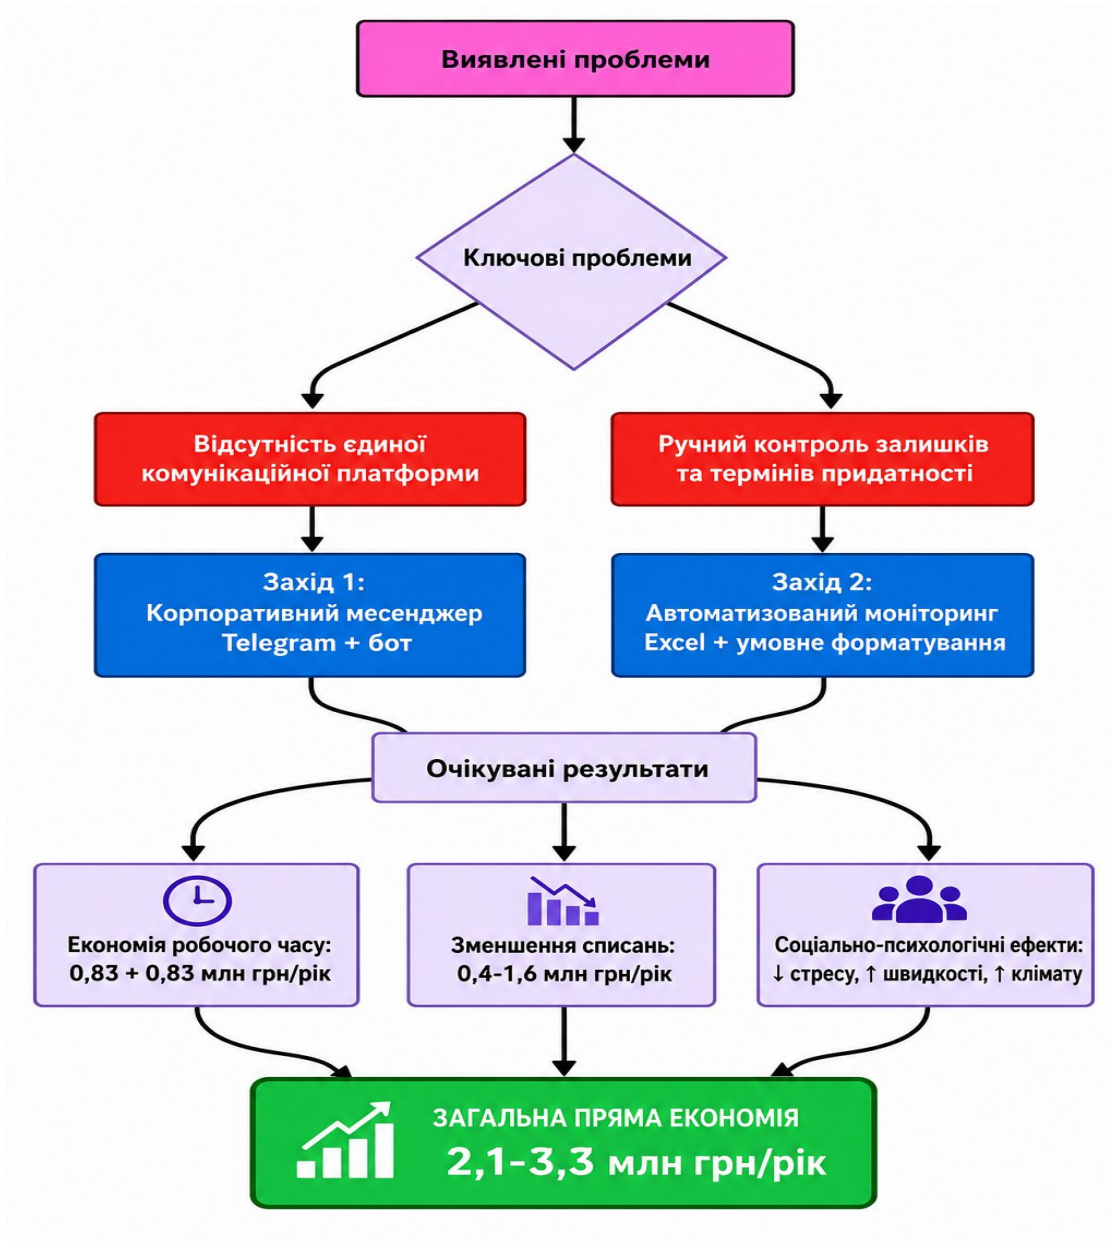 Виявлені проблеми
Ключові проблеми
Відсутність єдиної
комунікаційної платформи
Ручний контроль залишків
та термінів придатності
Захід 1:
Корпоративний месенджер
Telegram + бот
Захід 2:
Автоматизований моніторинг
Excel + умовне форматування
Очікувані результати
Економія робочого часу:
0,83 + 0,83 млн грн/рік
Зменшення списань:
0,4-1,6 млн грн/рік
Соціально-психологічні ефекти:
↓ стресу, ↑ швидкості, ↑ клімату
ЗАГАЛЬНА ПРЯМА ЕКОНОМІЯ
2,1-3,3 млн грн/рік